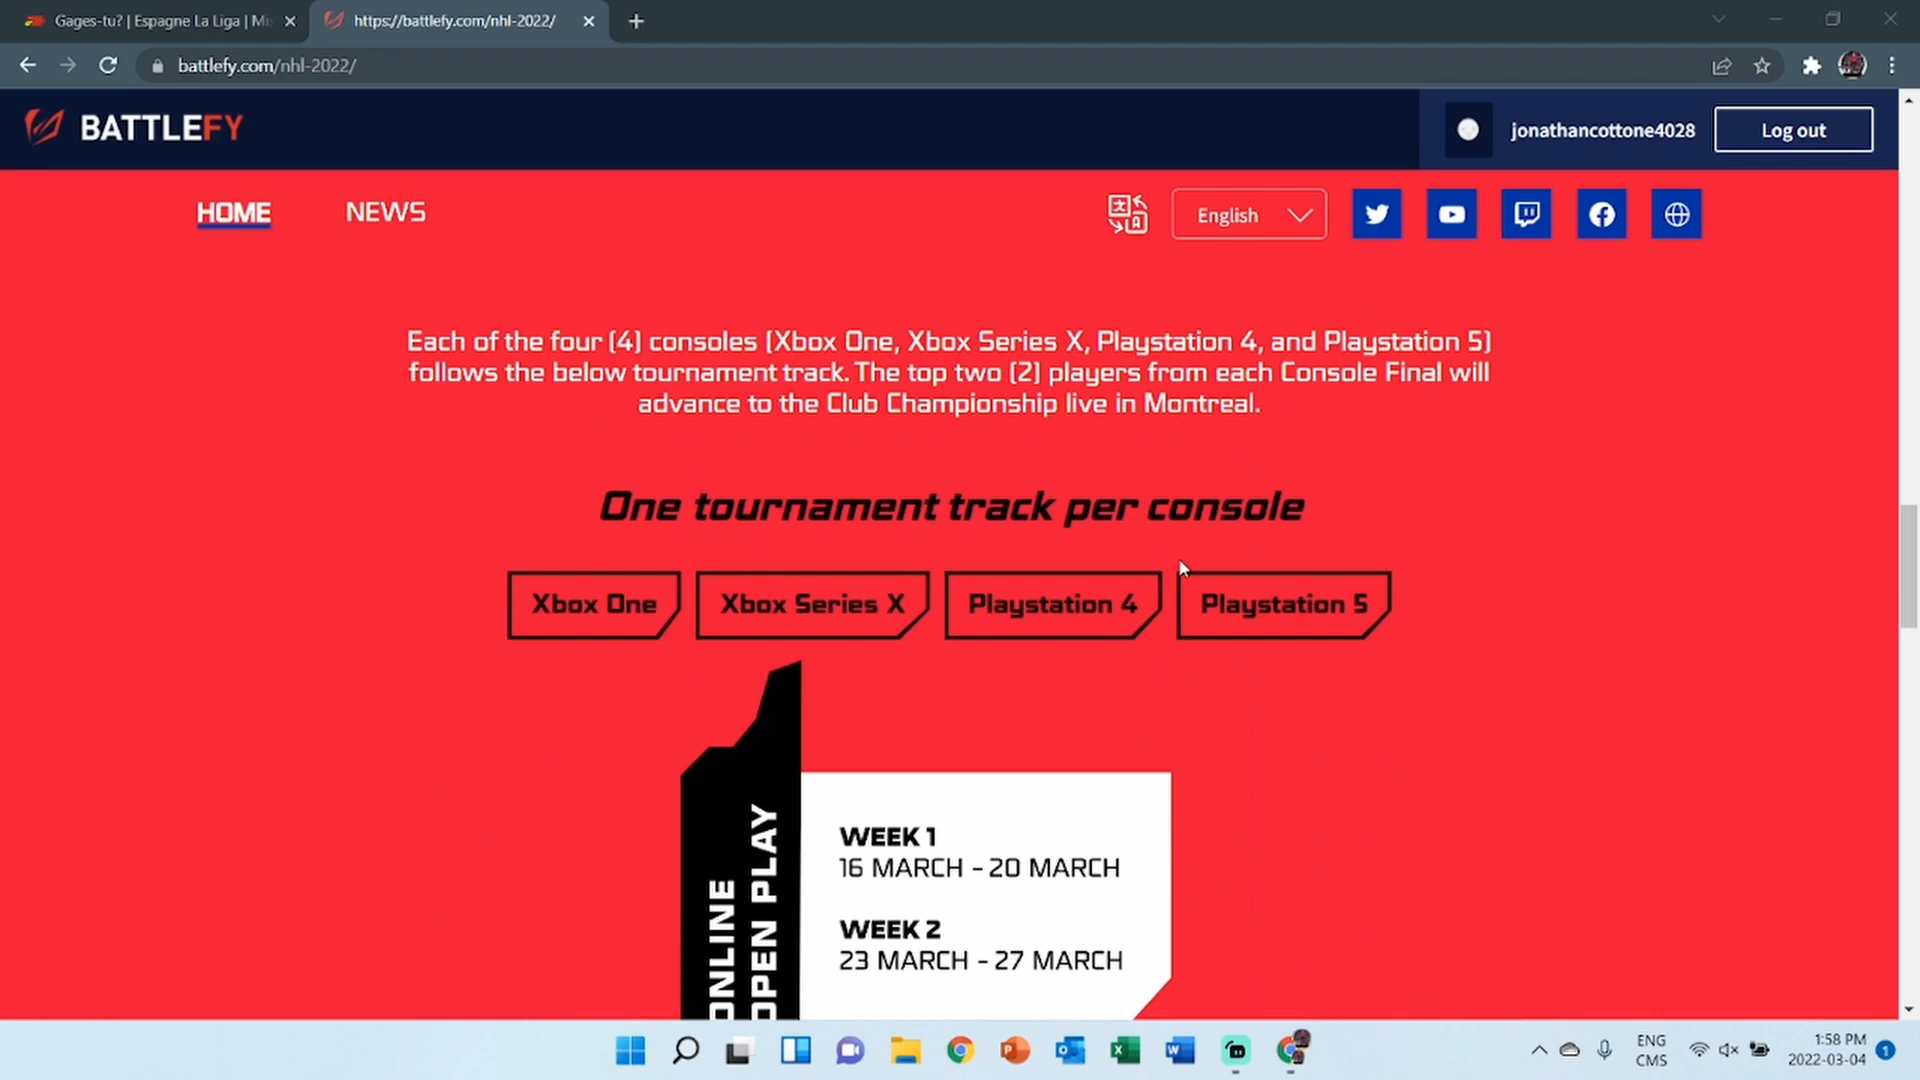 Gages-tu? | Espagne La Liga | Mi
https://battlefy.com/nhl-2022/
battlefy.com/nhl-2022/
BATTLEFY
jonathancottone4028
Log out
HOME
NEWS
English
Each of the four (4) consoles (Xbox One, Xbox Series X, Playstation 4, and Playstation 5)
follows the below tournament track. The top two (2) players from each Console Final will
advance to the Club Championship live in Montreal.
One tournament track per console
Xbox One
Xbox Series X
Playstation 4
Playstation 5
ONLINE
OPEN PLAY
WEEK 1
16 MARCH - 20 MARCH
WEEK 2
23 MARCH - 27 MARCH
ENG
CMS
1:58 PM
2022-03-04
1